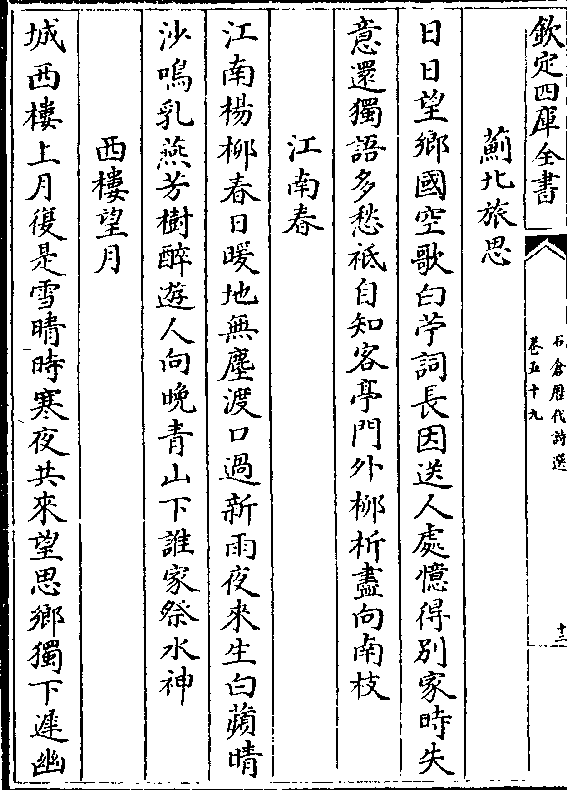 欽定四庫全書
石倉歷代詩選
卷五十九
十三
薊北旅思
日日望鄉國空歌白苧詞長因送人處憶得別家時失
意還獨語多愁祗自知客亭門外柳析盡向南枝
江南春
江南楊柳春日暖地無塵渡口過新雨夜來生白蘋晴
沙鳴乳燕芳樹醉遊人向晚青山下誰家祭水神
西樓望月
城西樓上月復是雪晴時寒夜共來望思鄉獨下遲幽